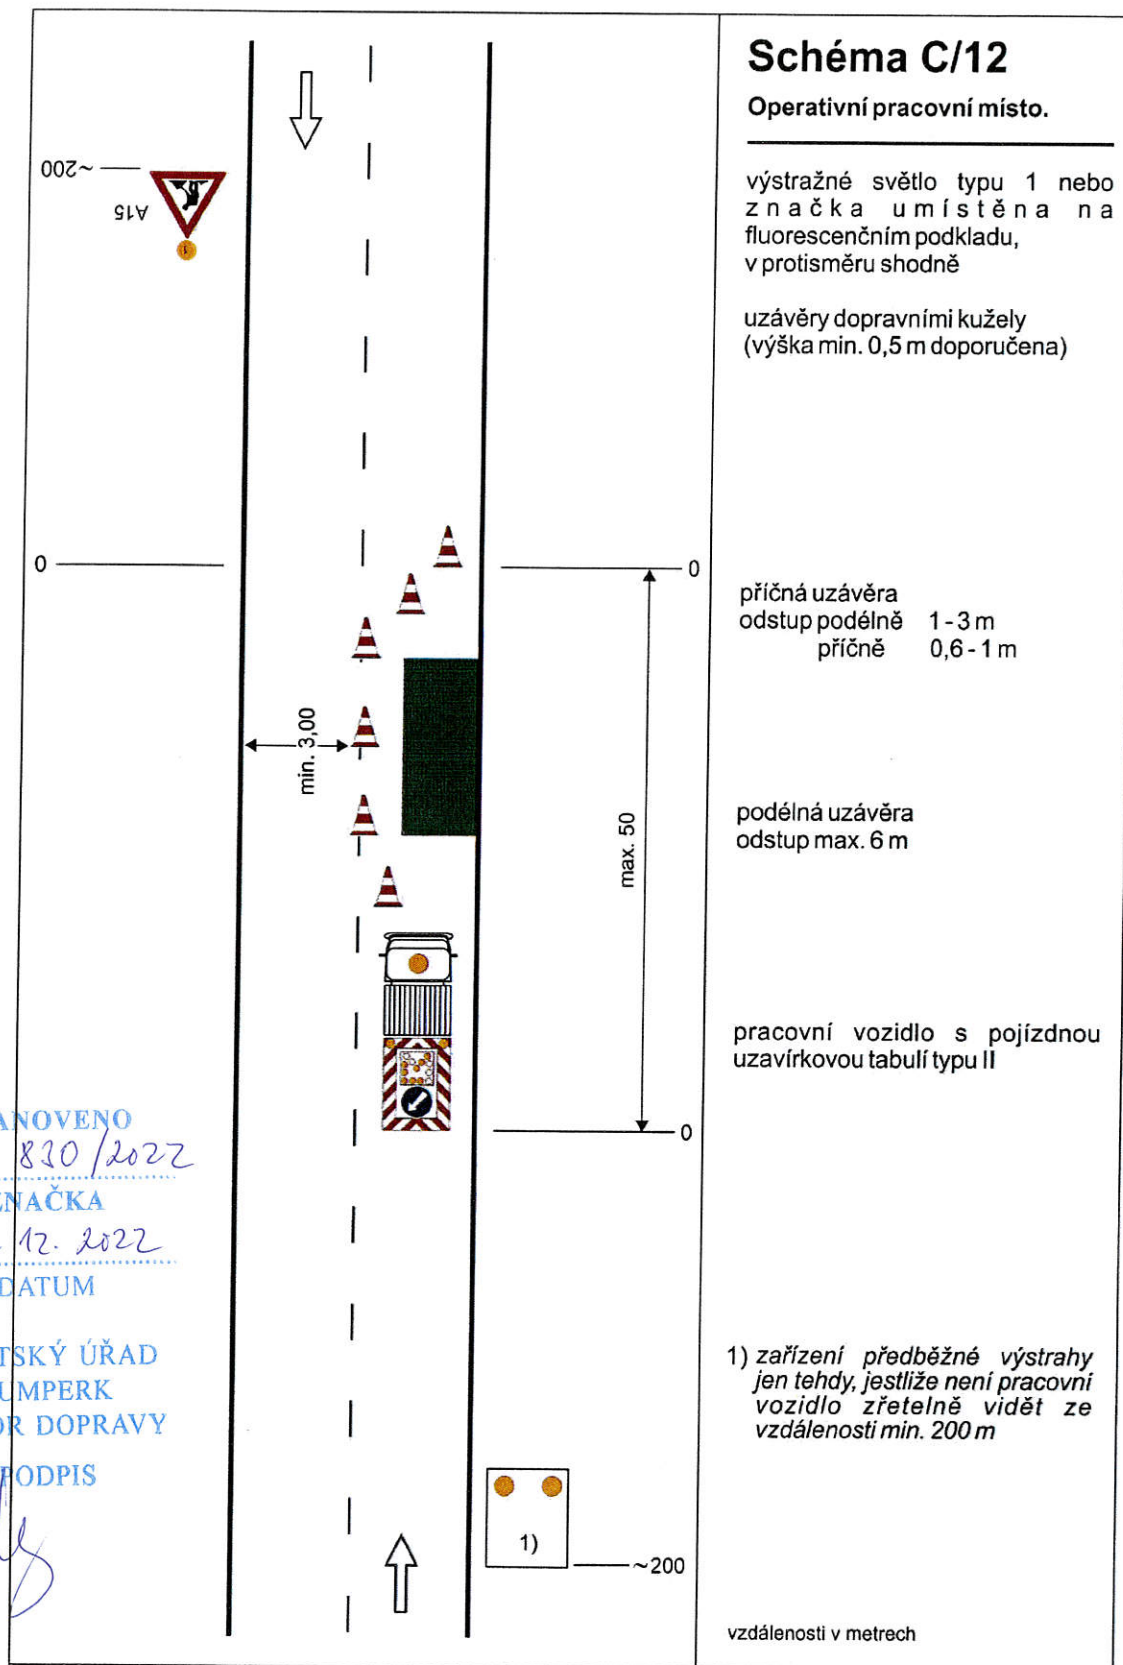 Schéma C/12
Operativní pracovní místo.
výstražné světlo typu 1 nebo
značka umístěna na
fluorescenčním podkladu,
v protisměru shodně
uzávěry dopravními kužely
(výška min. 0,5 m doporučena)
příčná uzávěra
odstup podélně 1 - 3 m
příčně 0,6 - 1 m
podélná uzávěra
odstup max. 6 m
pracovní vozidlo s pojízdnou
uzavírkovou tabulí typu II
1) zařízení předběžné výstrahy
jen tehdy, jestliže není pracovní
vozidlo zřetelně vidět ze
vzdálenosti min. 200 m
vzdálenosti v metrech
~200
A15
1
0
0
min. 3,00
max. 50
0
1)
~200
ANOVENO
830/2022
ZNAČKA
12. 2022
DATUM
TSKÝ ÚŘAD
UMPERK
OR DOPRAVY
PODPIS